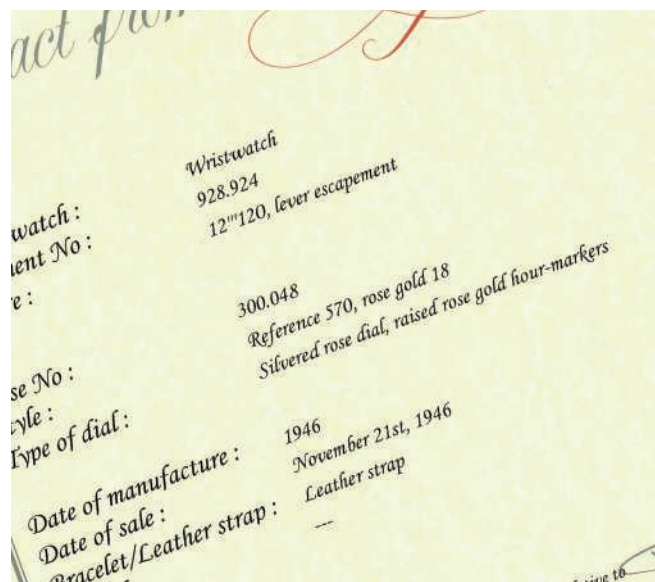 act from
watch : Wristwatch
ent No : 928.924
e : 12'''120, lever escapement
se No : 300.048
yle : Reference 570, rose gold 18
Type of dial : Silvered rose dial, raised rose gold hour-markers
Date of manufacture : 1946
Date of sale : November 21st, 1946
Bracelet/Leather strap : Leather strap
---
to